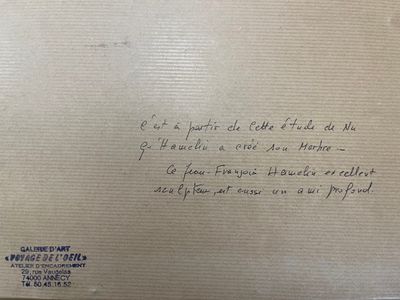 C'est à partir de cette étude de Nu
qu'Hamelin a créé son Marbre —
Ce Jean-François Hamelin excellent
sculpteur, est aussi un ami profond.
GALERIE D'ART
«VOYAGE DE L'OEIL»
ATELIER D'ENCADREMENT
29, rue Vaugelas
74000 ANNECY
Tél. 50.45.16.52